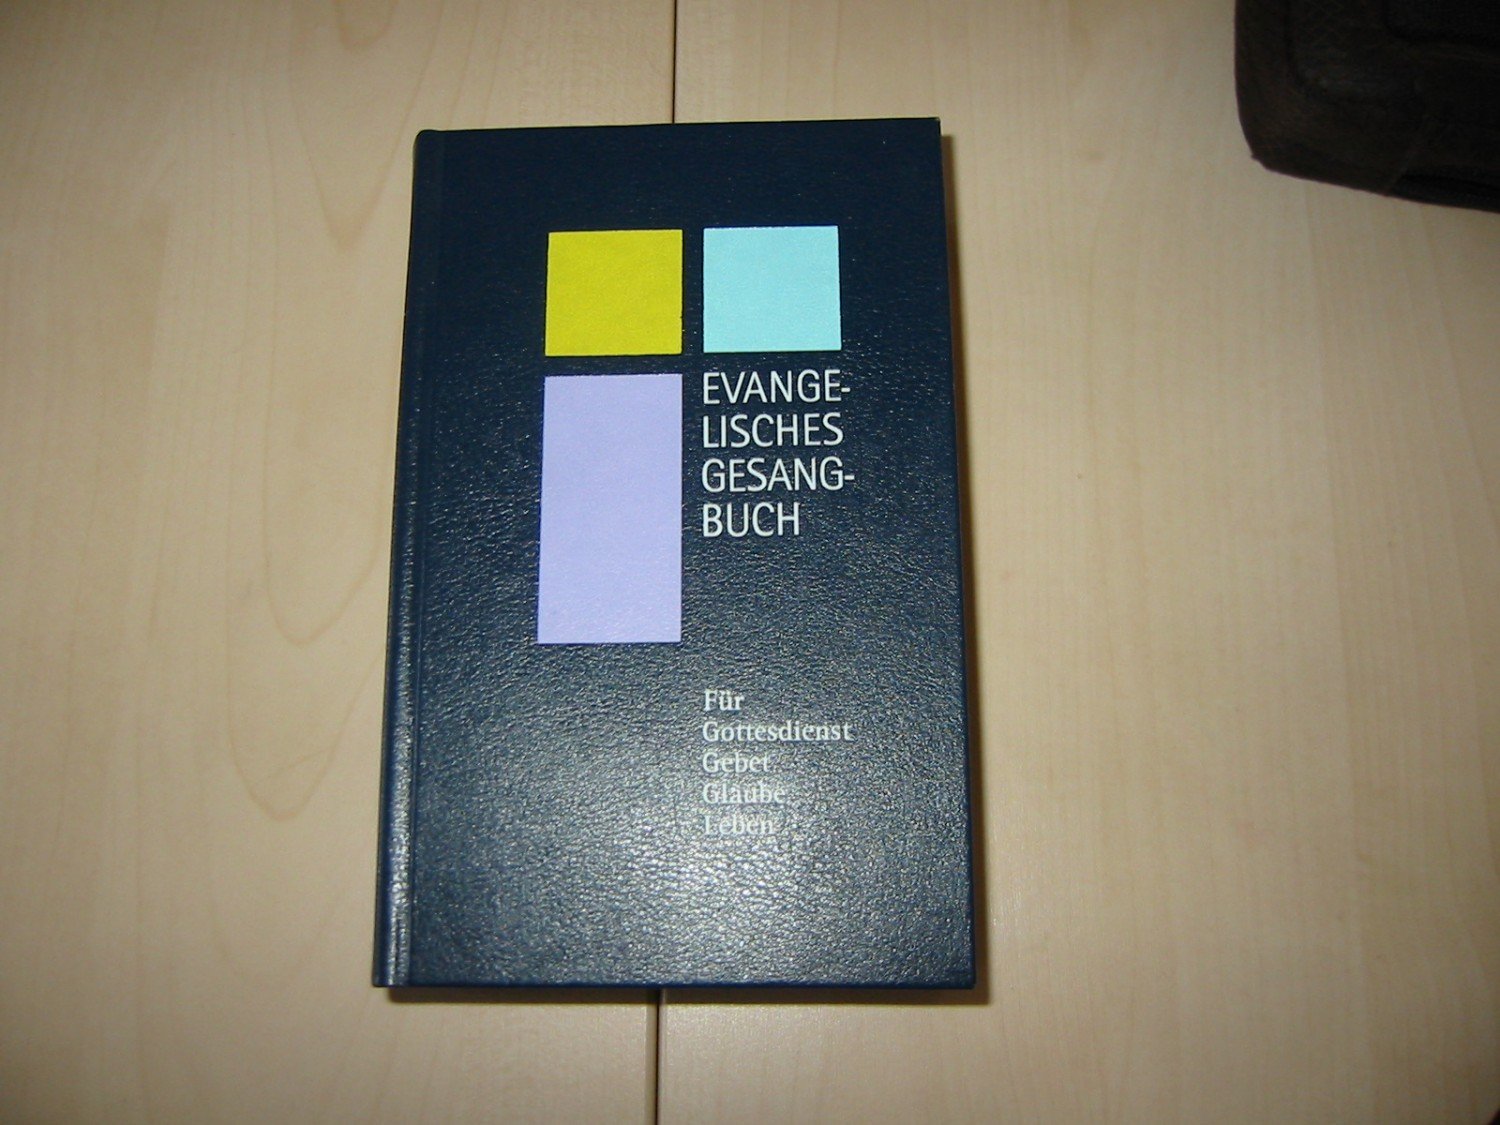 EVANGE-
LISCHES
GESANG-
BUCH
Für
Gottesdienst
Gebet
Glaube
Leben